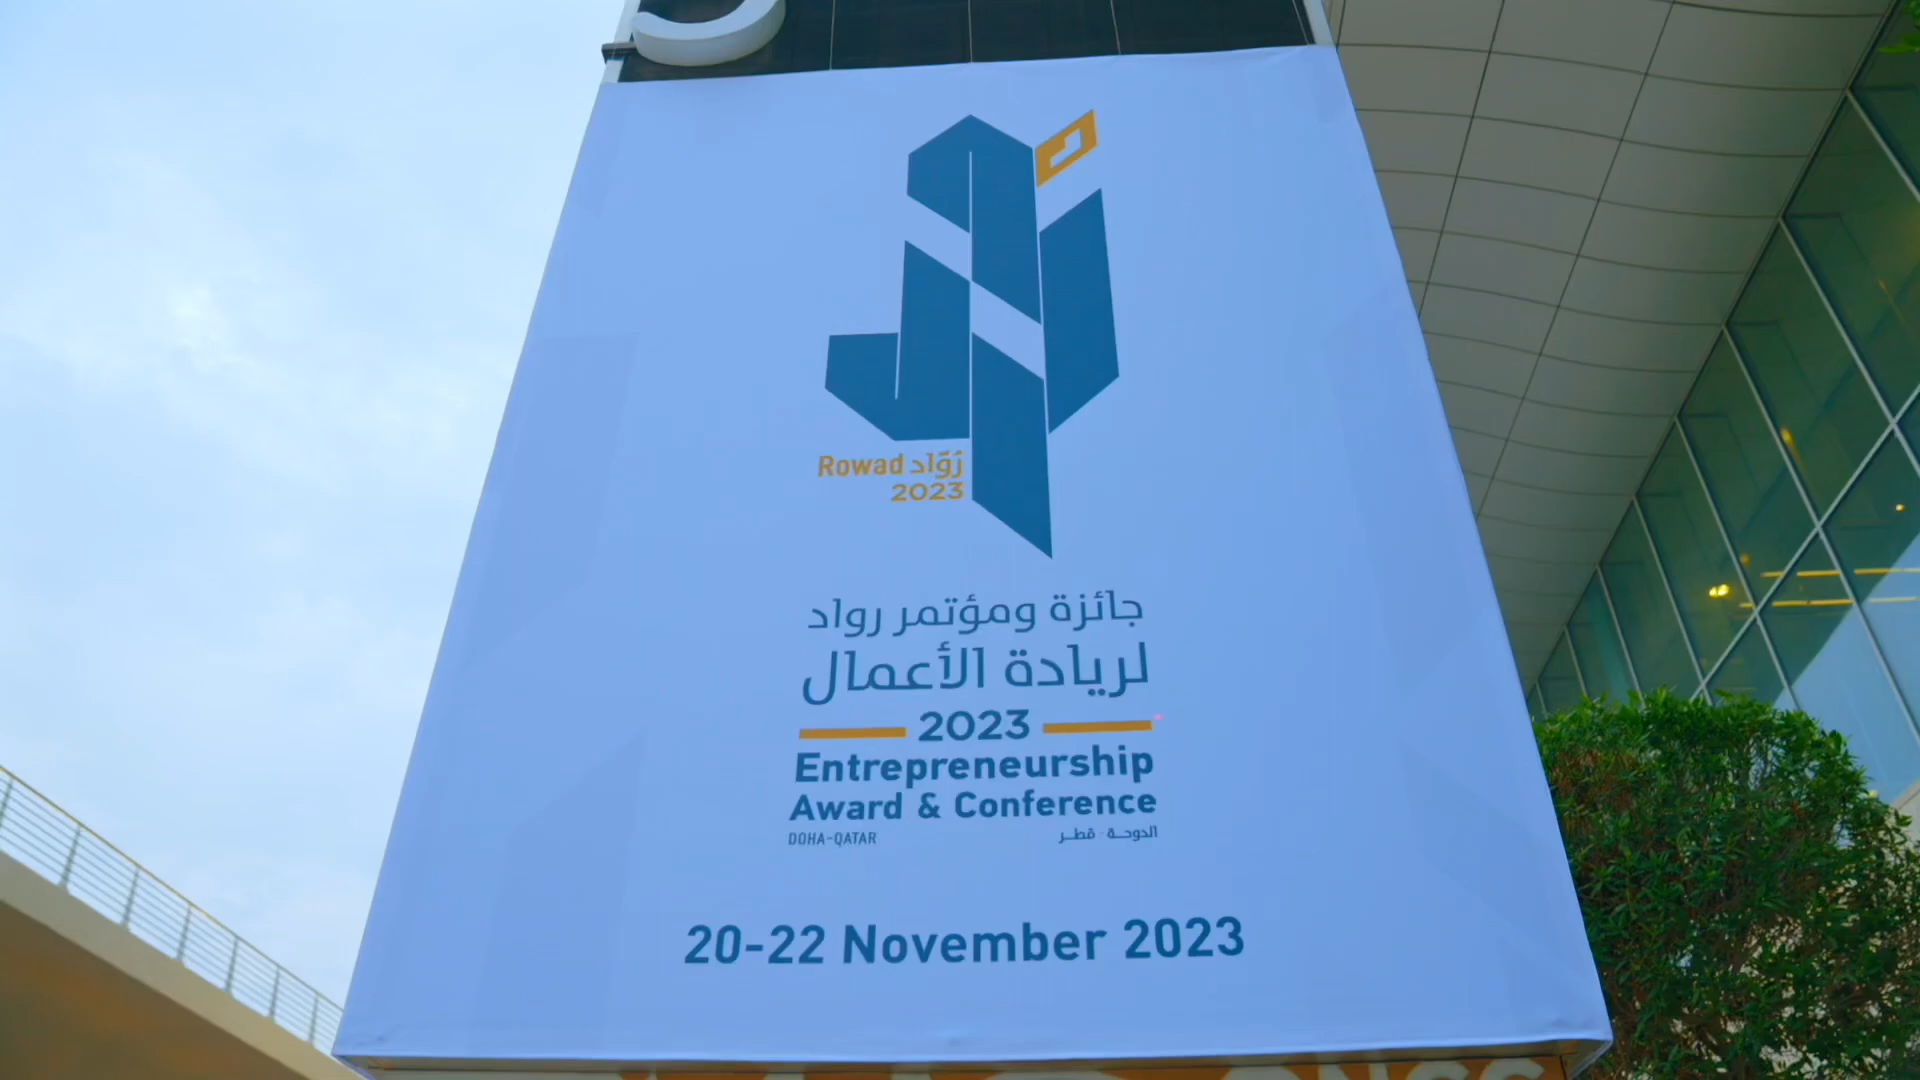 Rowad رُوّاد
2023
جائزة ومؤتمر رواد
لريادة الأعمال
2023
Entrepreneurship
Award & Conference
DOHA-QATAR الدوحة - قطر
20-22 November 2023